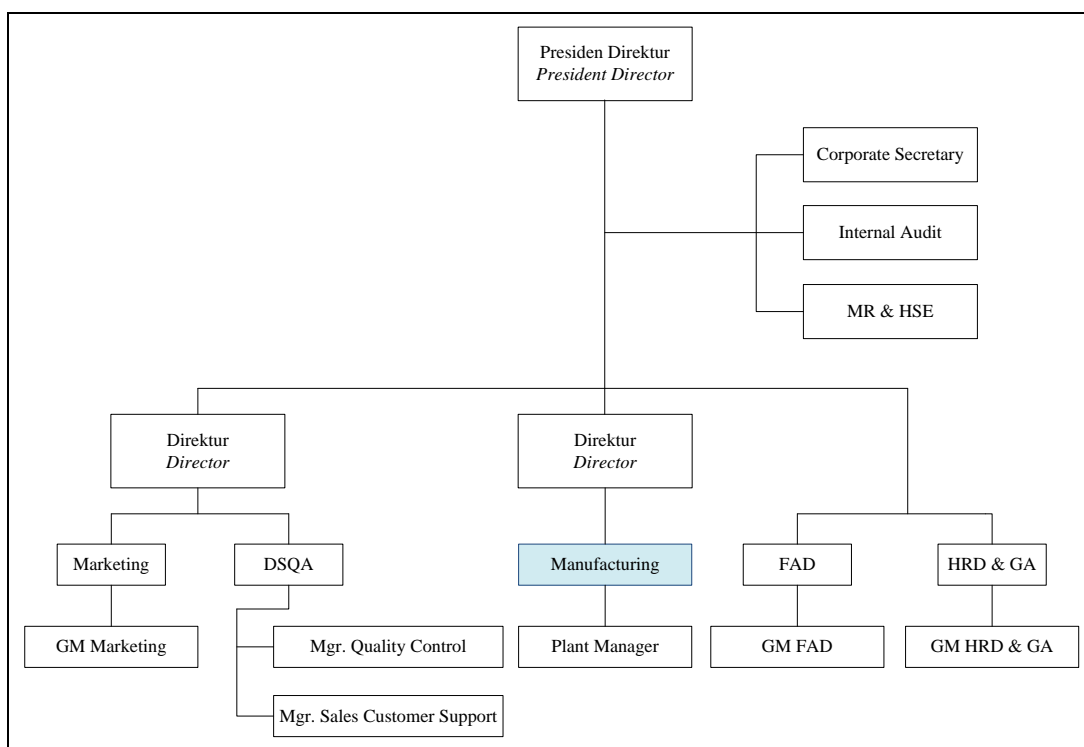 Presiden Direktur
President Director
Corporate Secretary
Internal Audit
MR & HSE
Direktur
Director
Direktur
Director
Marketing
DSQA
Manufacturing
FAD
HRD & GA
GM Marketing
Mgr. Quality Control
Plant Manager
GM FAD
GM HRD & GA
Mgr. Sales Customer Support